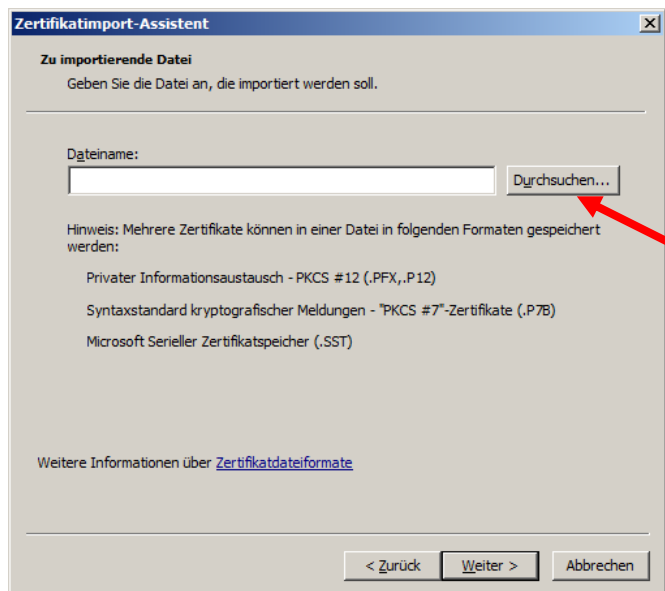 Zertifikatimport-Assistent
Zu importierende Datei
Geben Sie die Datei an, die importiert werden soll.
Dateiname:
Durchsuchen...
Hinweis: Mehrere Zertifikate können in einer Datei in folgenden Formaten gespeichert
werden:
Privater Informationsaustausch - PKCS #12 (.PFX,.P12)
Syntaxstandard kryptografischer Meldungen - "PKCS #7"-Zertifikate (.P7B)
Microsoft Serieller Zertifikatspeicher (.SST)
Weitere Informationen über Zertifikatdateiformate
< Zurück Weiter > Abbrechen